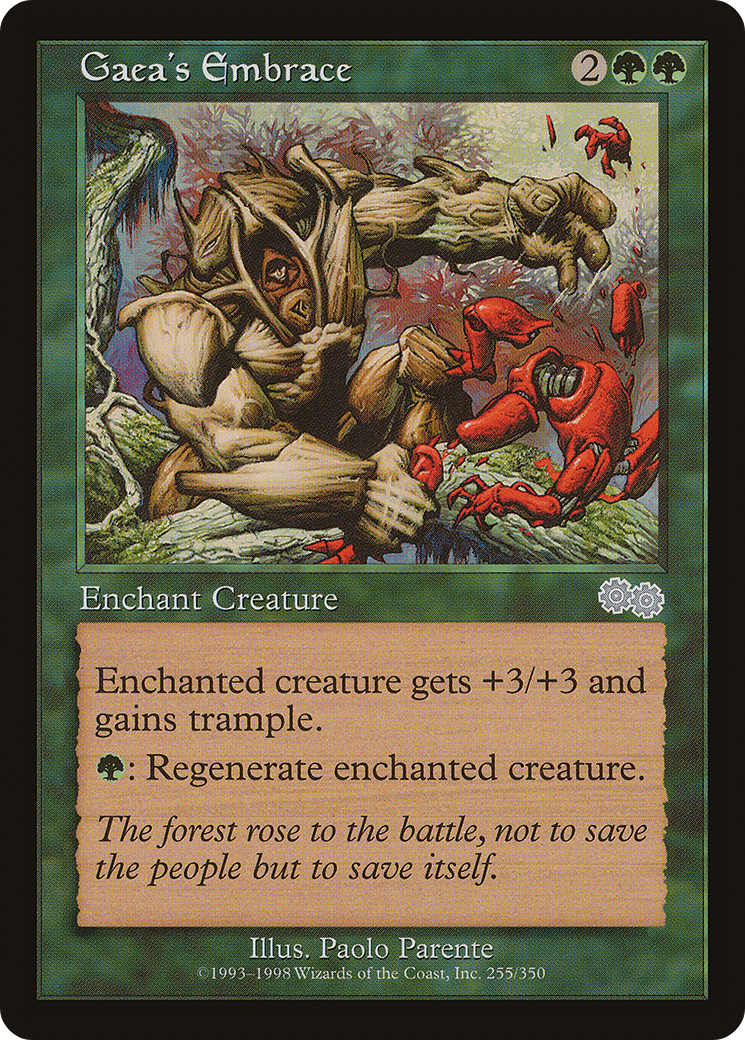 Gaea's Embrace 2
Enchant Creature
Enchanted creature gets +3/+3 and
gains trample.
: Regenerate enchanted creature.
The forest rose to the battle, not to save
the people but to save itself.
Illus. Paolo Parente
©1993–1998 Wizards of the Coast, Inc. 255/350